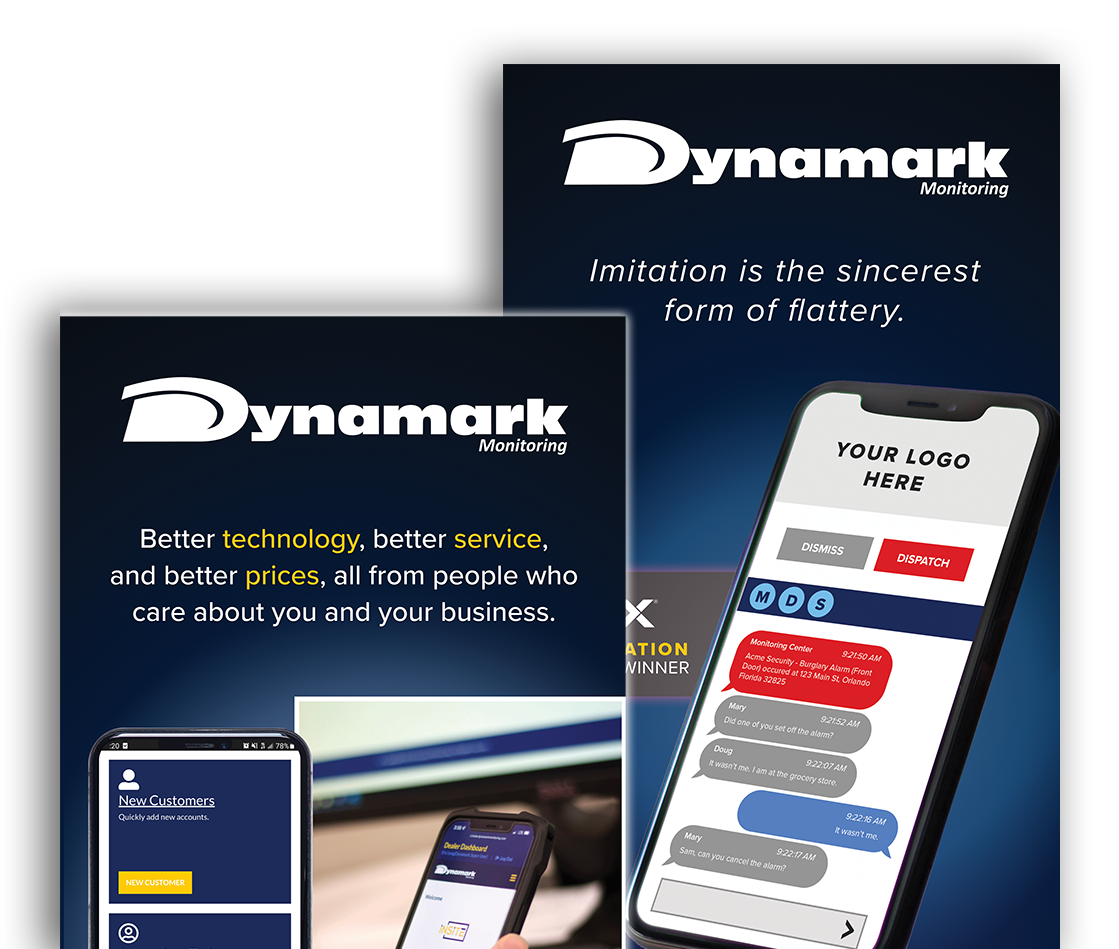 Dynamark
Monitoring
Imitation is the sincerest
form of flattery.
YOUR LOGO
HERE
DISMISS
DISPATCH
M D S
Monitoring Center 9:21:50 AM
Acme Security - Burglary Alarm (Front
Door) occured at 123 Main St, Orlando
Florida 32825
Mary 9:21:52 AM
Did one of you set off the alarm?
Doug 9:22:07 AM
It wasn't me. I am at the grocery store.
9:22:16 AM
It wasn't me.
Mary 9:22:17 AM
Sam, can you cancel the alarm?
X
ATION
WINNER
Dynamark
Monitoring
Better technology, better service,
and better prices, all from people who
care about you and your business.
:20 78%
New Customers
Quickly add new accounts.
NEW CUSTOMER
Dealer Dashboard
Log Out
Dynamark
Welcome
INSITE